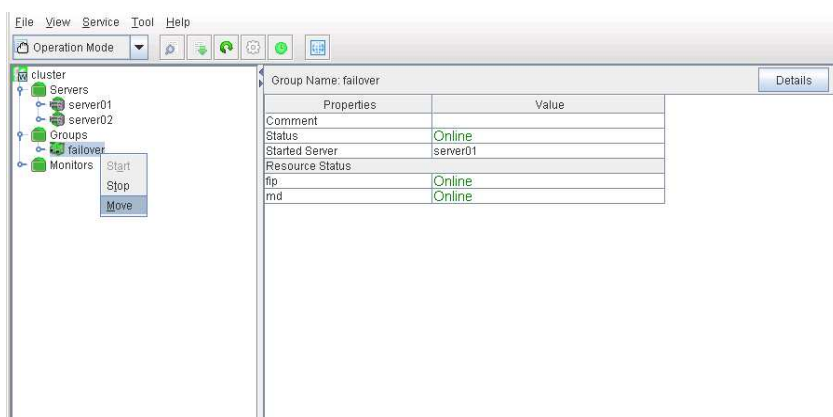 File View Service Tool Help
Operation Mode
cluster
Servers
server01
server02
Groups
failover
Monitors
Start
Stop
Move
Group Name: failover
Details
Properties Value
Comment
Status Online
Started Server server01
Resource Status
fip Online
md Online